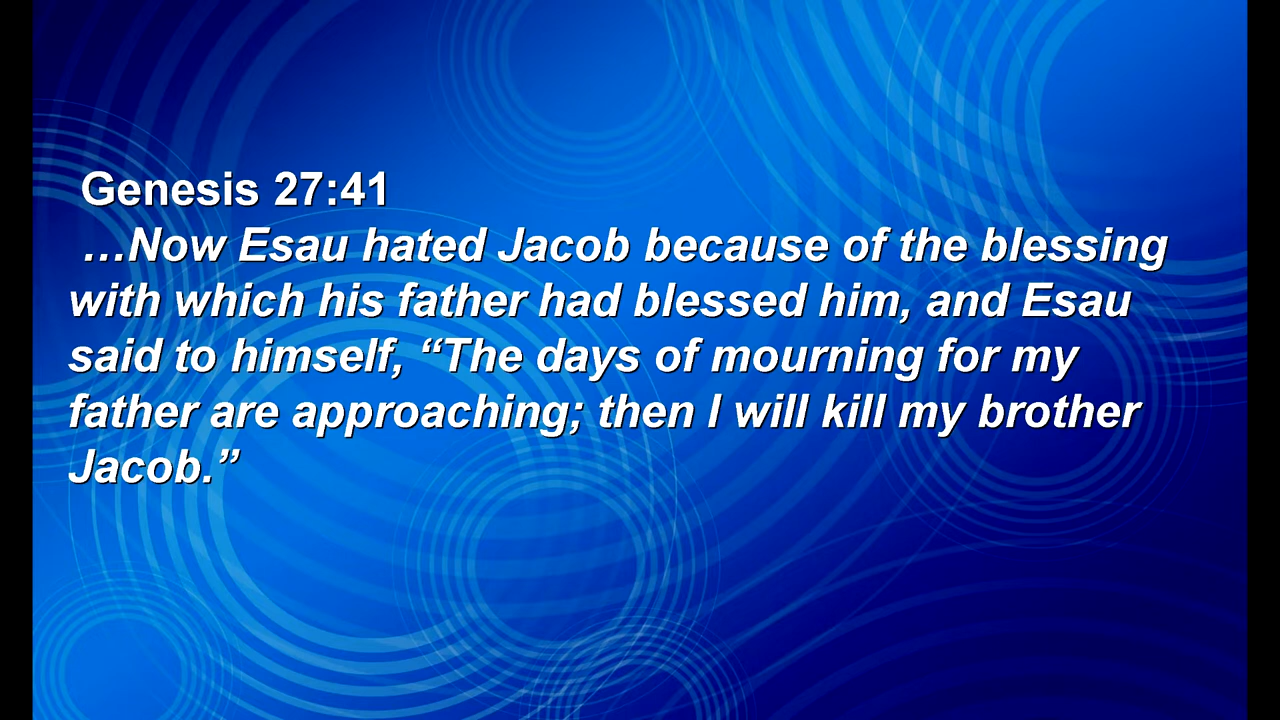 Genesis 27:41
…Now Esau hated Jacob because of the blessing
with which his father had blessed him, and Esau
said to himself, “The days of mourning for my
father are approaching; then I will kill my brother
Jacob.”